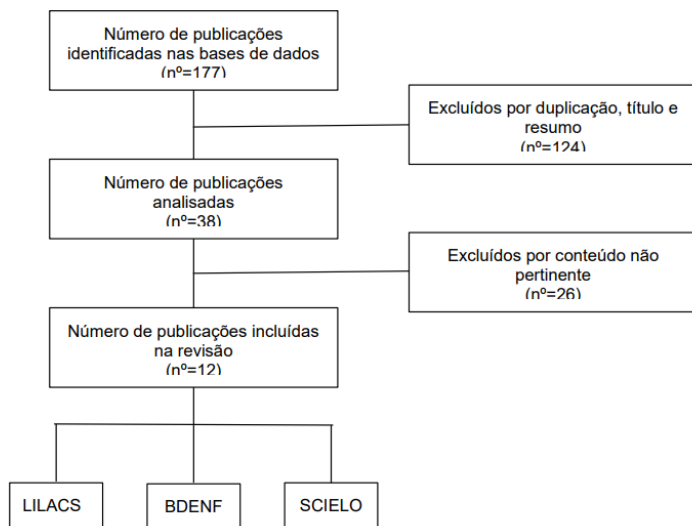 Número de publicações
identificadas nas bases de dados
(nº=177)
Excluídos por duplicação, título e
resumo
(nº=124)
Número de publicações
analisadas
(nº=38)
Excluídos por conteúdo não
pertinente
(nº=26)
Número de publicações incluídas
na revisão
(nº=12)
LILACS
BDENF
SCIELO